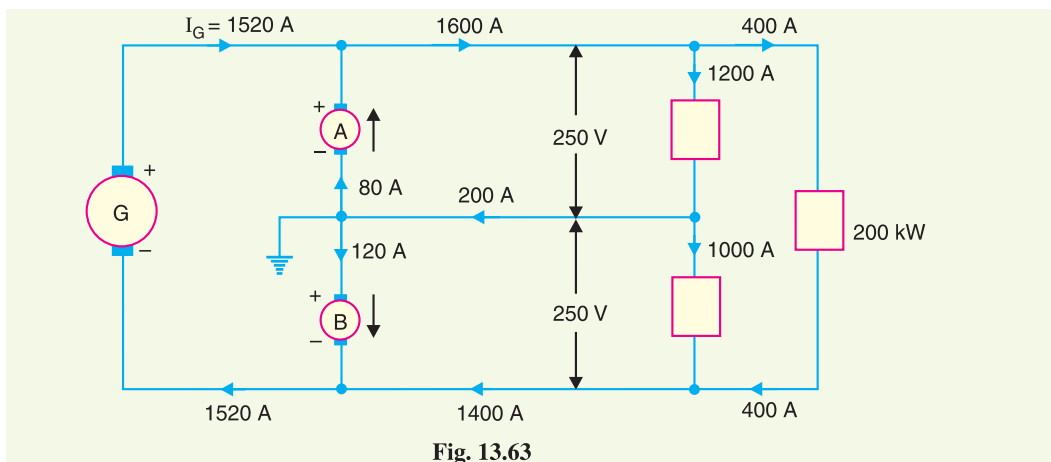 I_G = 1520 A
1600 A
400 A
1200 A
+
A
−
250 V
80 A
200 A
+
G
−
200 kW
120 A
1000 A
+
B
−
250 V
1520 A
1400 A
400 A
Fig. 13.63